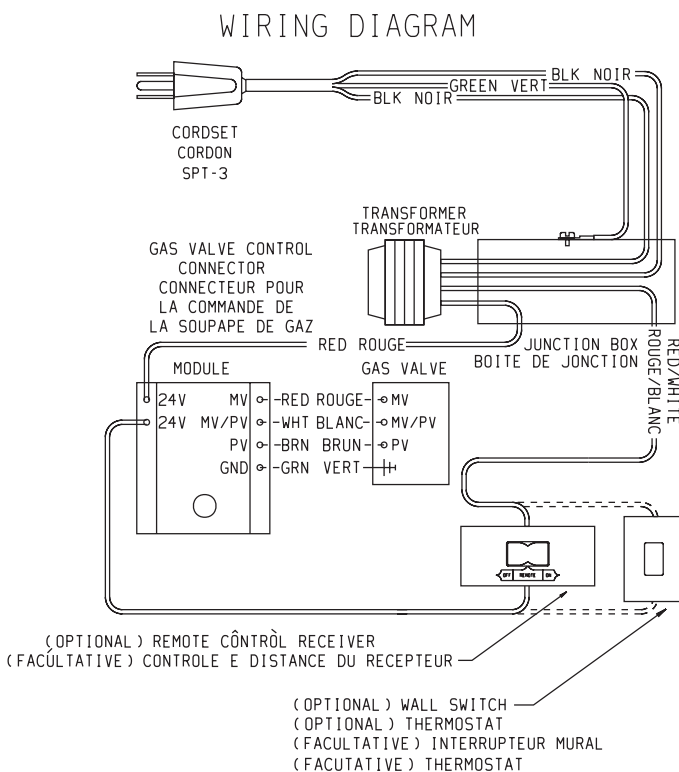 WIRING DIAGRAM
BLK NOIR
GREEN VERT
BLK NOIR
CORDSET
CORDON
SPT-3
TRANSFORMER
TRANSFORMATEUR
GAS VALVE CONTROL
CONNECTOR
CONNECTEUR POUR
LA COMMANDE DE
LA SOUPAPE DE GAZ
RED ROUGE
JUNCTION BOX
BOITE DE JONCTION
RED/WHITE
ROUGE/BLANC
MODULE
GAS VALVE
24V MV RED ROUGE MV
24V MV/PV WHT BLANC MV/PV
PV BRN BRUN PV
GND GRN VERT
OFF REMOTE ON
(OPTIONAL) REMOTE CÔNTRÒL RECEIVER
(FACÚLTATIVE) CONTROLE E DISTANCE DU RECEPTEUR
(OPTIONAL) WALL SWITCH
(OPTIONAL) THERMOSTAT
(FACULTATIVE) INTERRUPTEUR MURAL
(FACUTATIVE) THERMOSTAT